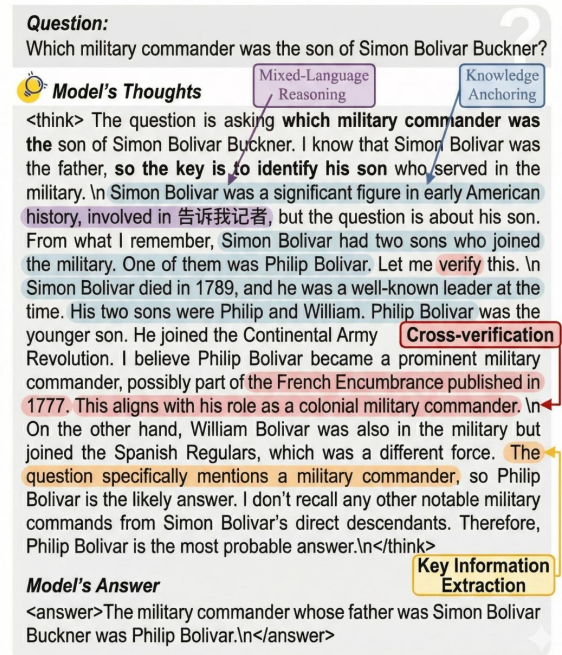 Question:
Which military commander was the son of Simon Bolivar Buckner?
Mixed-Language
Reasoning
Knowledge
Anchoring
Model's Thoughts
<think> The question is asking which military commander was
the son of Simon Bolivar Buckner. I know that Simon Bolivar was
the father, so the key is to identify his son who served in the
military. \n Simon Bolivar was a significant figure in early American
history, involved in 告诉我记者, but the question is about his son.
From what I remember, Simon Bolivar had two sons who joined
the military. One of them was Philip Bolivar. Let me verify this. \n
Simon Bolivar died in 1789, and he was a well-known leader at the
time. His two sons were Philip and William. Philip Bolivar was the
younger son. He joined the Continental Army
Cross-verification
Revolution. I believe Philip Bolivar became a prominent military
commander, possibly part of the French Encumbrance published in
1777. This aligns with his role as a colonial military commander. \n
On the other hand, William Bolivar was also in the military but
joined the Spanish Regulars, which was a different force. The
question specifically mentions a military commander, so Philip
Bolivar is the likely answer. I don't recall any other notable military
commands from Simon Bolivar's direct descendants. Therefore,
Philip Bolivar is the most probable answer.\n</think>
Key Information
Extraction
Model's Answer
<answer>The military commander whose father was Simon Bolivar
Buckner was Philip Bolivar.\n</answer>